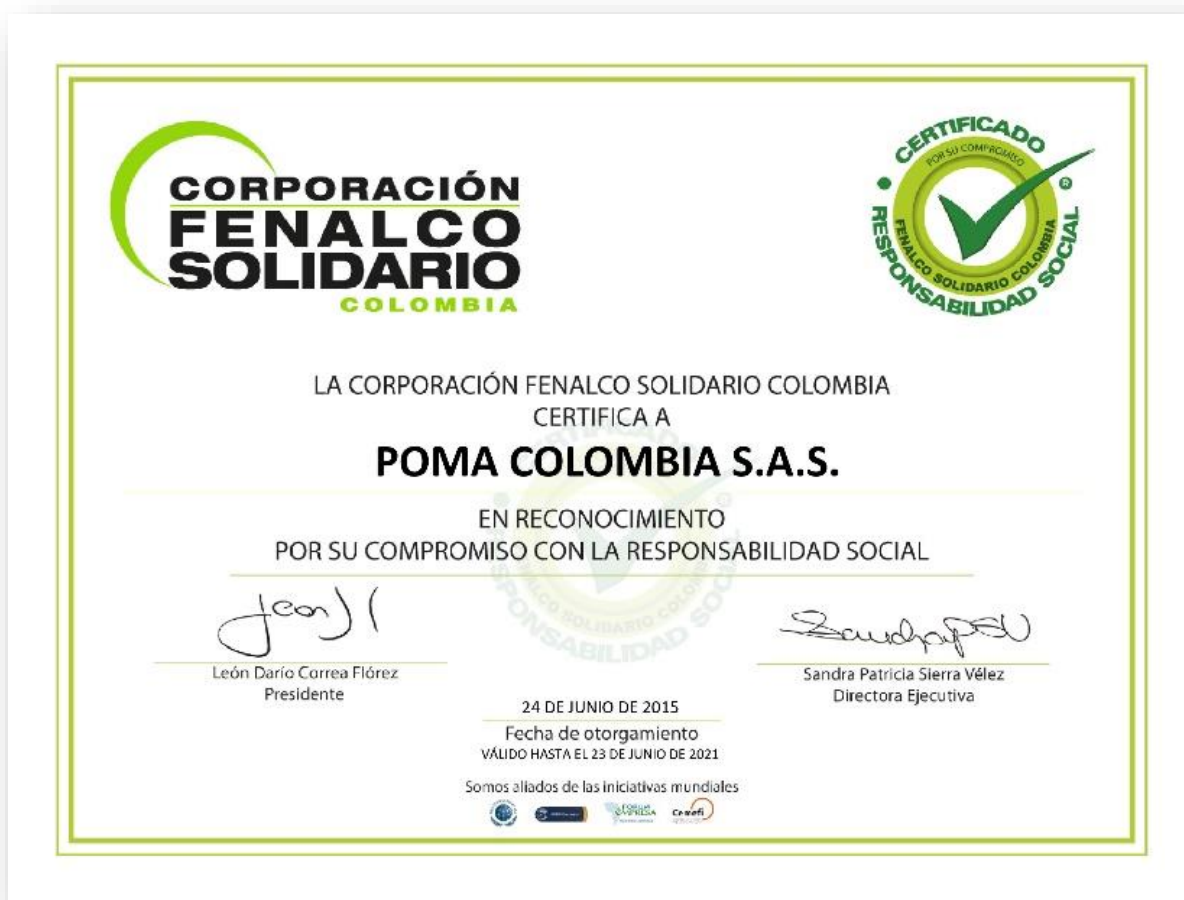 CORPORACIÓN
FENALCO
SOLIDARIO
COLOMBIA
CERTIFICADO
POR SU COMPROMISO
®
FENALCO SOLIDARIO COLOMBIA
RESPONSABILIDAD SOCIAL
LA CORPORACIÓN FENALCO SOLIDARIO COLOMBIA
CERTIFICA A
POMA COLOMBIA S.A.S.
EN RECONOCIMIENTO
POR SU COMPROMISO CON LA RESPONSABILIDAD SOCIAL
León Darío Correa Flórez
Presidente
Sandra Patricia Sierra Vélez
Directora Ejecutiva
24 DE JUNIO DE 2015
Fecha de otorgamiento
VÁLIDO HASTA EL 23 DE JUNIO DE 2021
Somos aliados de las iniciativas mundiales
Cemefi